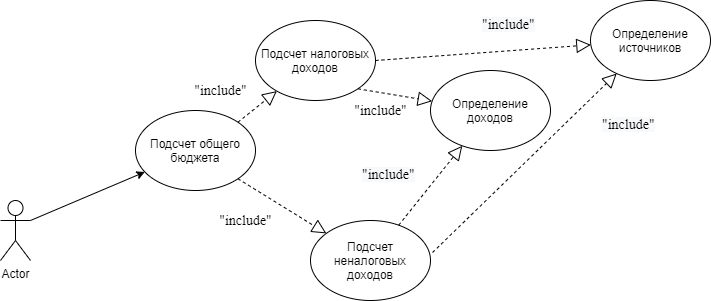 "include"
Определение
источников
Подсчет налоговых
доходов
"include"
"include"
Определение
доходов
"include"
Подсчет общего
бюджета
"include"
"include"
Подсчет
неналоговых
доходов
Actor